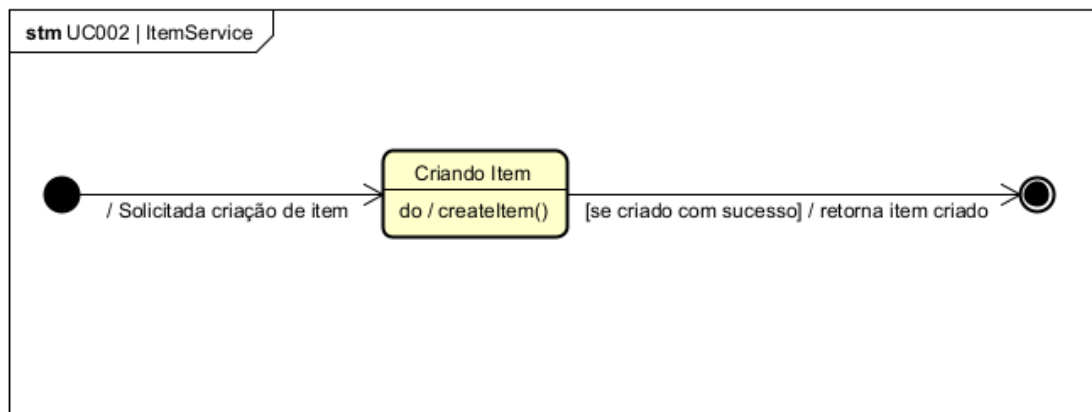 stm UC002 | ItemService
Criando Item
/ Solicitada criação de item
do / createItem()
[se criado com sucesso] / retorna item criado